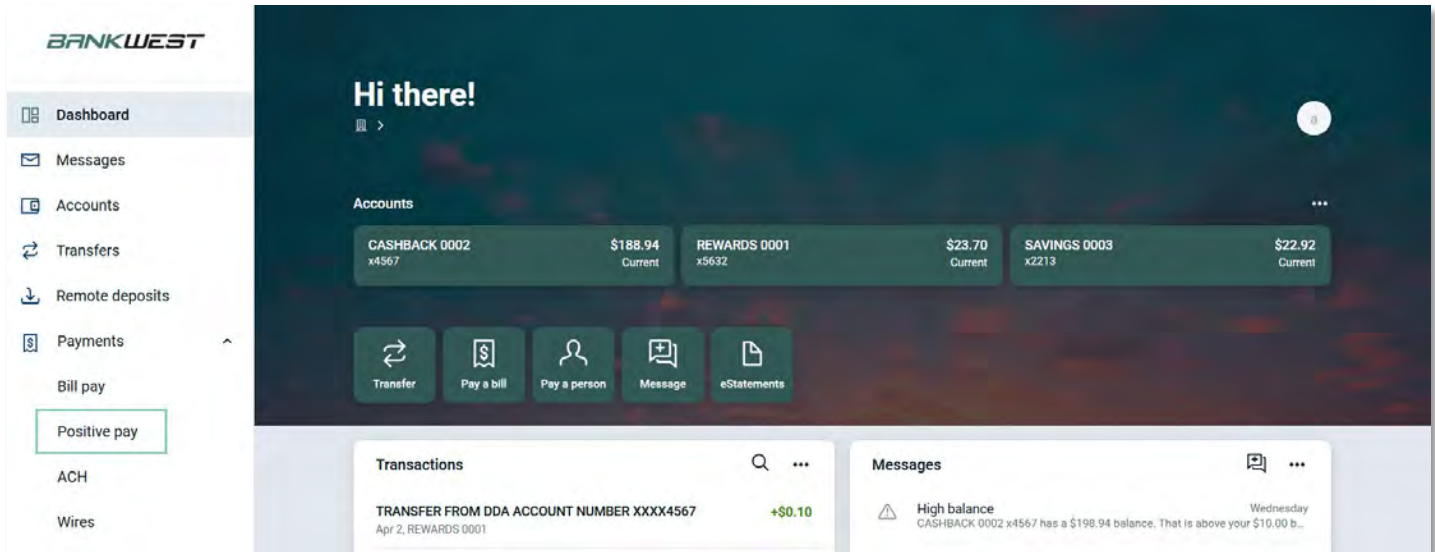 BANKWEST
Dashboard
Messages
Accounts
Transfers
Remote deposits
Payments
Bill pay
Positive pay
ACH
Wires
Hi there!
a
Accounts
CASHBACK 0002 $188.94
x4567 Current
REWARDS 0001 $23.70
x5632 Current
SAVINGS 0003 $22.92
x2213 Current
Transfer
Pay a bill
Pay a person
Message
eStatements
Transactions
TRANSFER FROM DDA ACCOUNT NUMBER XXXX4567 +$0.10
Apr 2, REWARDS 0001
Messages
High balance Wednesday
CASHBACK 0002 x4567 has a $198.94 balance. That is above your $10.00 b...